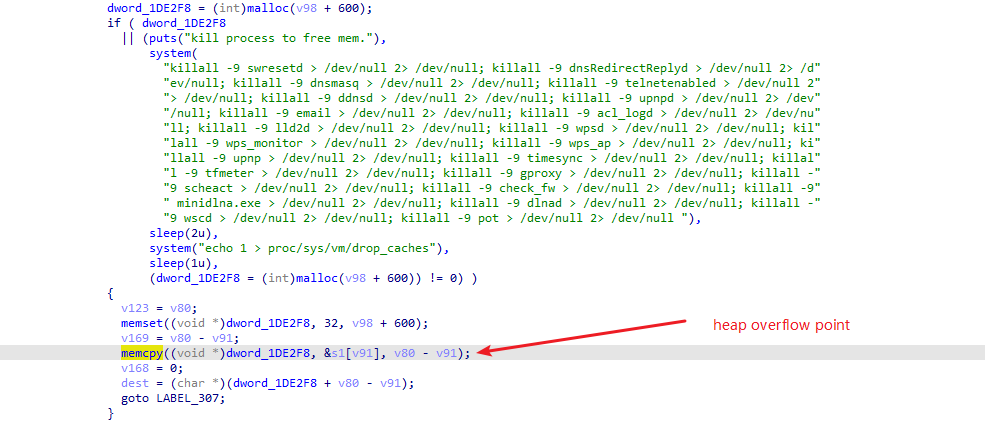 dword_1DE2F8 = (int)malloc(v98 + 600);
if ( dword_1DE2F8
|| (puts("kill process to free mem."),
system(
"killall -9 swresetd > /dev/null 2> /dev/null; killall -9 dnsRedirectReplyd > /dev/null 2> /d"
"ev/null; killall -9 dnsmasq > /dev/null 2> /dev/null; killall -9 telnetenabled > /dev/null 2"
"> /dev/null; killall -9 ddnsd > /dev/null 2> /dev/null; killall -9 upnpd > /dev/null 2> /dev"
"/null; killall -9 email > /dev/null 2> /dev/null; killall -9 acl_logd > /dev/null 2> /dev/nu"
"ll; killall -9 lld2d > /dev/null 2> /dev/null; killall -9 wpsd > /dev/null 2> /dev/null; kil"
"lall -9 wps_monitor > /dev/null 2> /dev/null; killall -9 wps_ap > /dev/null 2> /dev/null; ki"
"llall -9 upnp > /dev/null 2> /dev/null; killall -9 timesync > /dev/null 2> /dev/null; killal"
"l -9 tfmeter > /dev/null 2> /dev/null; killall -9 gproxy > /dev/null 2> /dev/null; killall -"
"9 scheact > /dev/null 2> /dev/null; killall -9 check_fw > /dev/null 2> /dev/null; killall -9"
" minidlna.exe > /dev/null 2> /dev/null; killall -9 dlnad > /dev/null 2> /dev/null; killall -"
"9 wscd > /dev/null 2> /dev/null; killall -9 pot > /dev/null 2> /dev/null "),
sleep(2u),
system("echo 1 > proc/sys/vm/drop_caches"),
sleep(1u),
(dword_1DE2F8 = (int)malloc(v98 + 600)) != 0) )
{
v123 = v80;
memset((void *)dword_1DE2F8, 32, v98 + 600);
v169 = v80 - v91;
memcpy((void *)dword_1DE2F8, &s1[v91], v80 - v91);
v168 = 0;
dest = (char *)(dword_1DE2F8 + v80 - v91);
goto LABEL_307;
}
heap overflow point